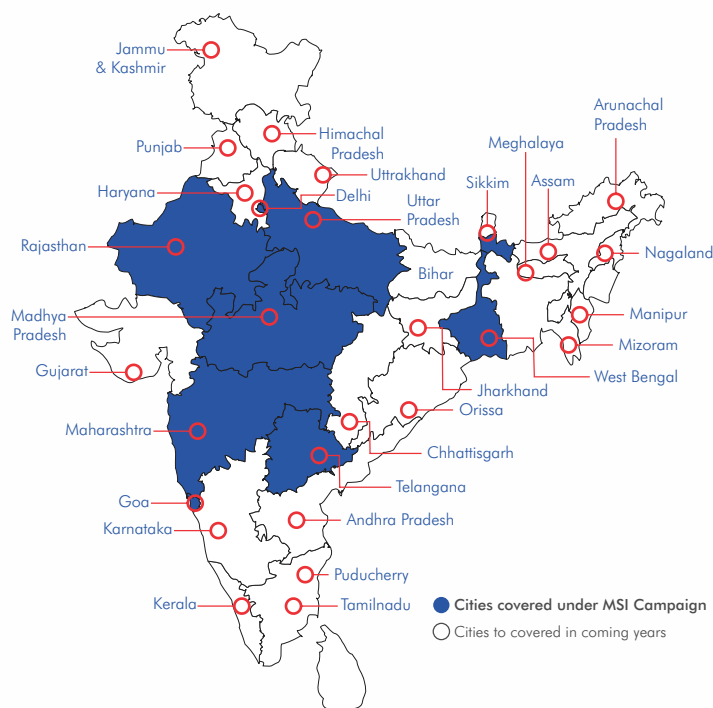 Jammu
& Kashmir
Arunachal
Pradesh
Himachal
Pradesh
Meghalaya
Punjab
Uttrakhand
Sikkim
Assam
Haryana
Delhi
Uttar
Pradesh
Rajasthan
Nagaland
Bihar
Madhya
Pradesh
Manipur
Mizoram
Gujarat
West Bengal
Jharkhand
Orissa
Maharashtra
Chhattisgarh
Telangana
Goa
Karnataka
Andhra Pradesh
Puducherry
Kerala
Tamilnadu
Cities covered under MSI Campaign
Cities to covered in coming years